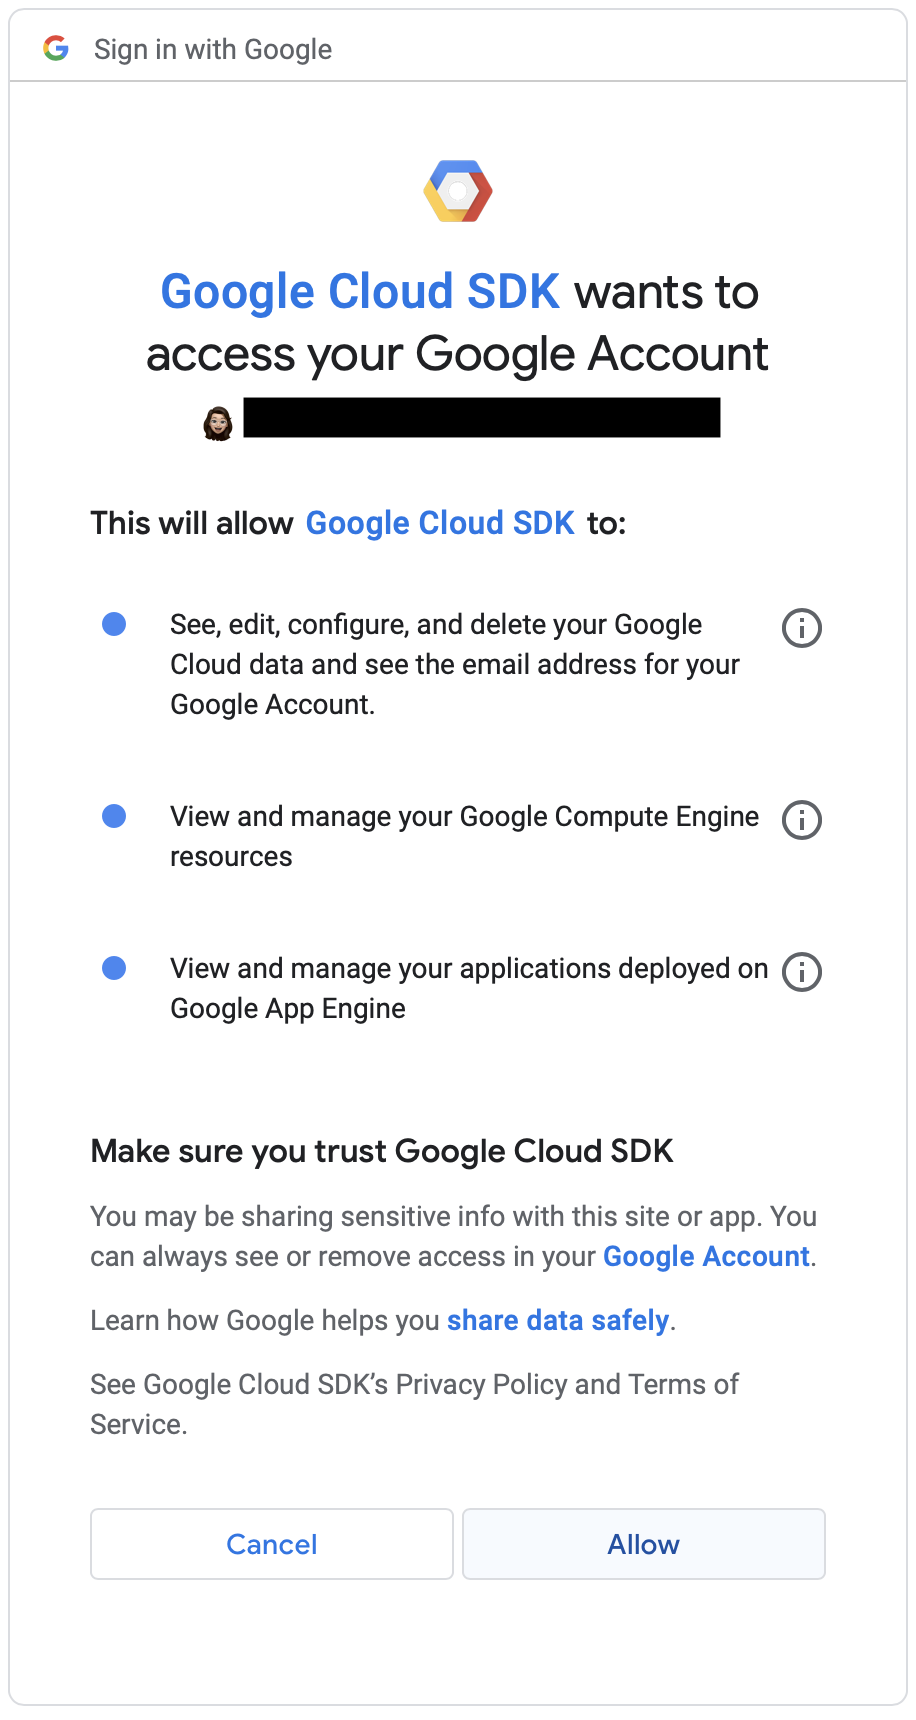 Sign in with Google
Google Cloud SDK wants to
access your Google Account
This will allow Google Cloud SDK to:
See, edit, configure, and delete your Google
Cloud data and see the email address for your
Google Account.
View and manage your Google Compute Engine
resources
View and manage your applications deployed on
Google App Engine
Make sure you trust Google Cloud SDK
You may be sharing sensitive info with this site or app. You
can always see or remove access in your Google Account.
Learn how Google helps you share data safely.
See Google Cloud SDK’s Privacy Policy and Terms of
Service.
Cancel
Allow